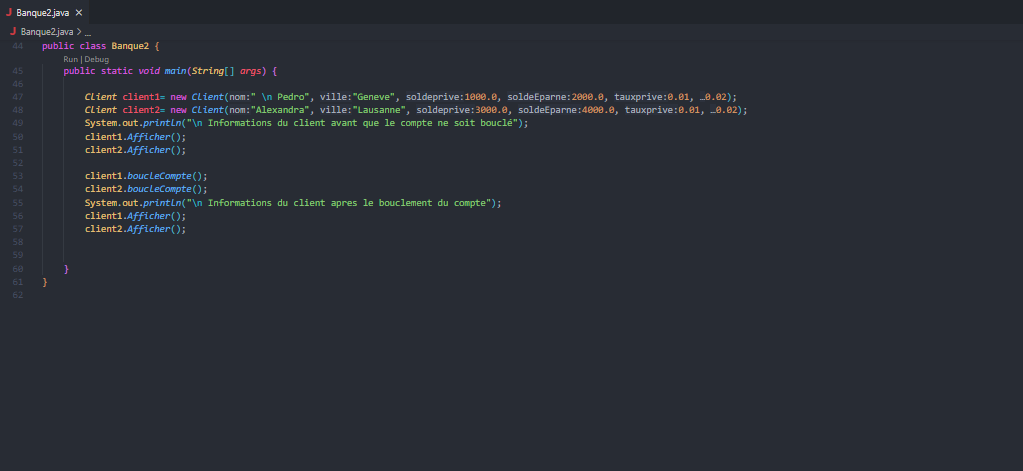 J Banque2.java ×
J Banque2.java > ...
44 public class Banque2 {
Run | Debug
45 public static void main(String[] args) {
46
47 Client client1= new Client(nom:" \n Pedro", ville:"Geneve", soldeprive:1000.0, soldeEparne:2000.0, tauxprive:0.01, …0.02);
48 Client client2= new Client(nom:"Alexandra", ville:"Lausanne", soldeprive:3000.0, soldeEparne:4000.0, tauxprive:0.01, …0.02);
49 System.out.println("\n Informations du client avant que le compte ne soit bouclé");
50 client1.Afficher();
51 client2.Afficher();
52
53 client1.boucleCompte();
54 client2.boucleCompte();
55 System.out.println("\n Informations du client apres le bouclement du compte");
56 client1.Afficher();
57 client2.Afficher();
58
59
60 }
61 }
62